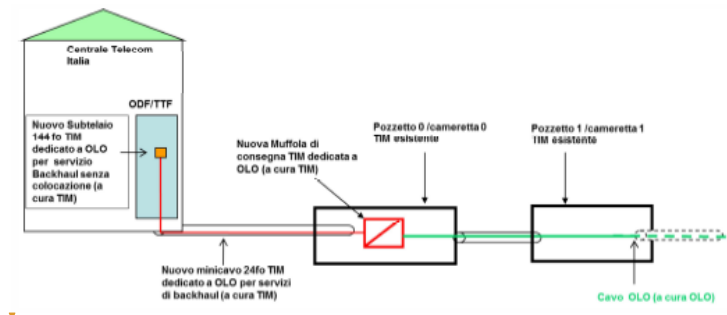 Centrale Telecom
Italia
ODF/TTF
Nuovo Subtelaio
144 fo TIM
dedicato a OLO
per servizio
Backhaul senza
colocazione (a
cura TIM)
Nuova Muffola di
consegna TIM dedicata a
OLO (a cura TIM)
Pozzetto 0 /cameretta 0
TIM esistente
Pozzetto 1 /cameretta 1
TIM esistente
Nuovo minicavo 24fo TIM
dedicato a OLO per servizi
di backhaul (a cura TIM)
Cavo OLO (a cura OLO)